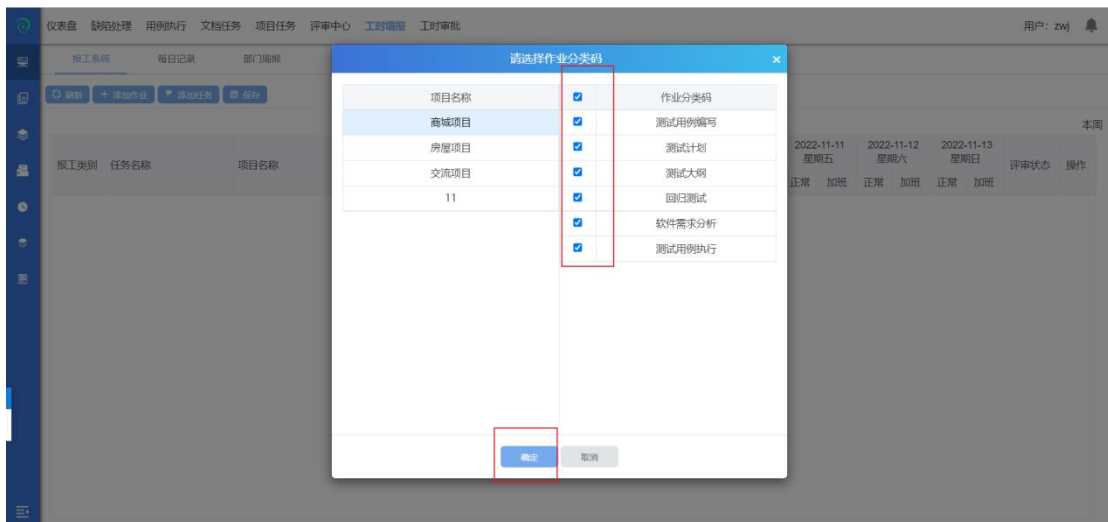 仪表盘 缺陷处理 用例执行 文档任务 项目任务 评审中心 工时填报 工时审批 用户: zwj
报工系统 每日记录 部门周报
请选择作业分类码 ×
刷新 + 添加作业 添加任务 保存
本周
项目名称 作业分类码
商城项目 测试用例编写
房屋项目 测试计划
交流项目 测试大纲
11 回归测试
软件需求分析
测试用例执行
报工类别 任务名称 项目名称 2022-11-11 2022-11-12 2022-11-13 评审状态 操作
星期五 星期六 星期日
正常 加班 正常 加班 正常 加班
确定 取消